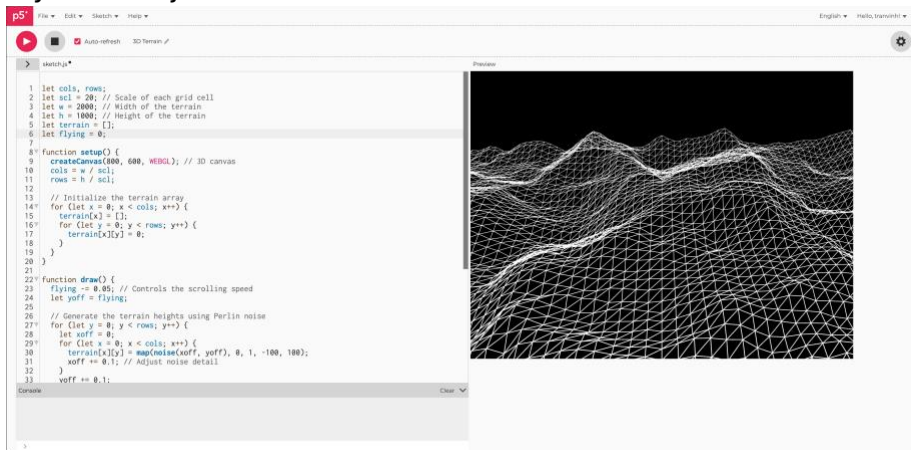 p5* File Edit Sketch Help English Hello, tranvinht
Auto-refresh 3D Terrain
> sketch.js Preview
1 let cols, rows;
2 let scl = 20; // Scale of each grid cell
3 let w = 2000; // Width of the terrain
4 let h = 1000; // Height of the terrain
5 let terrain = [];
6 let flying = 0;
7
8 function setup() {
9 createCanvas(800, 600, WEBGL); // 3D canvas
10 cols = w / scl;
11 rows = h / scl;
12
13 // Initialize the terrain array
14 for (let x = 0; x < cols; x++) {
15 terrain[x] = [];
16 for (let y = 0; y < rows; y++) {
17 terrain[x][y] = 0;
18 }
19 }
20 }
21
22 function draw() {
23 flying -= 0.05; // Controls the scrolling speed
24 let yoff = flying;
25
26 // Generate the terrain heights using Perlin noise
27 for (let y = 0; y < rows; y++) {
28 let xoff = 0;
29 for (let x = 0; x < cols; x++) {
30 terrain[x][y] = map(noise(xoff, yoff), 0, 1, -100, 100);
31 xoff += 0.1; // Adjust noise detail
32 }
33 yoff += 0.1;
Console Clear
>